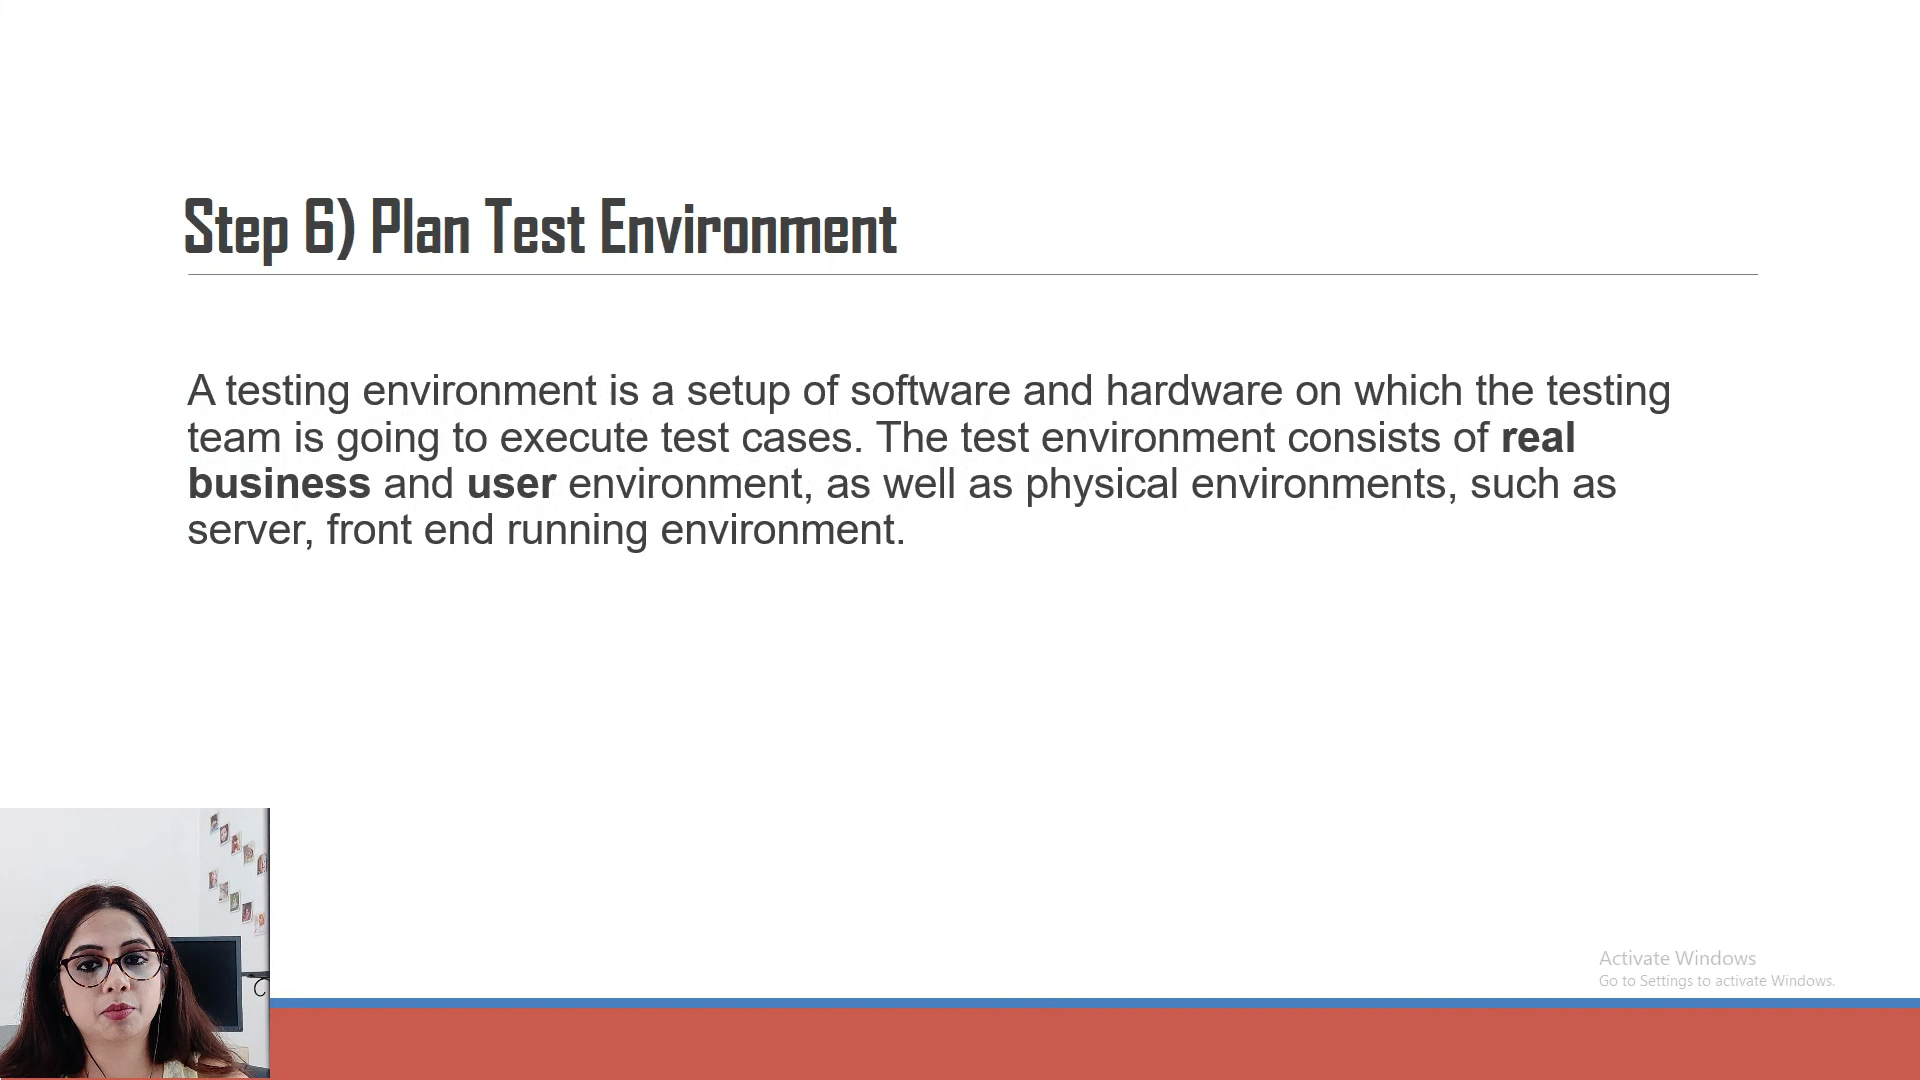 Step 6) Plan Test Environment
A testing environment is a setup of software and hardware on which the testing
team is going to execute test cases. The test environment consists of real
business and user environment, as well as physical environments, such as
server, front end running environment.
Activate Windows
Go to Settings to activate Windows.